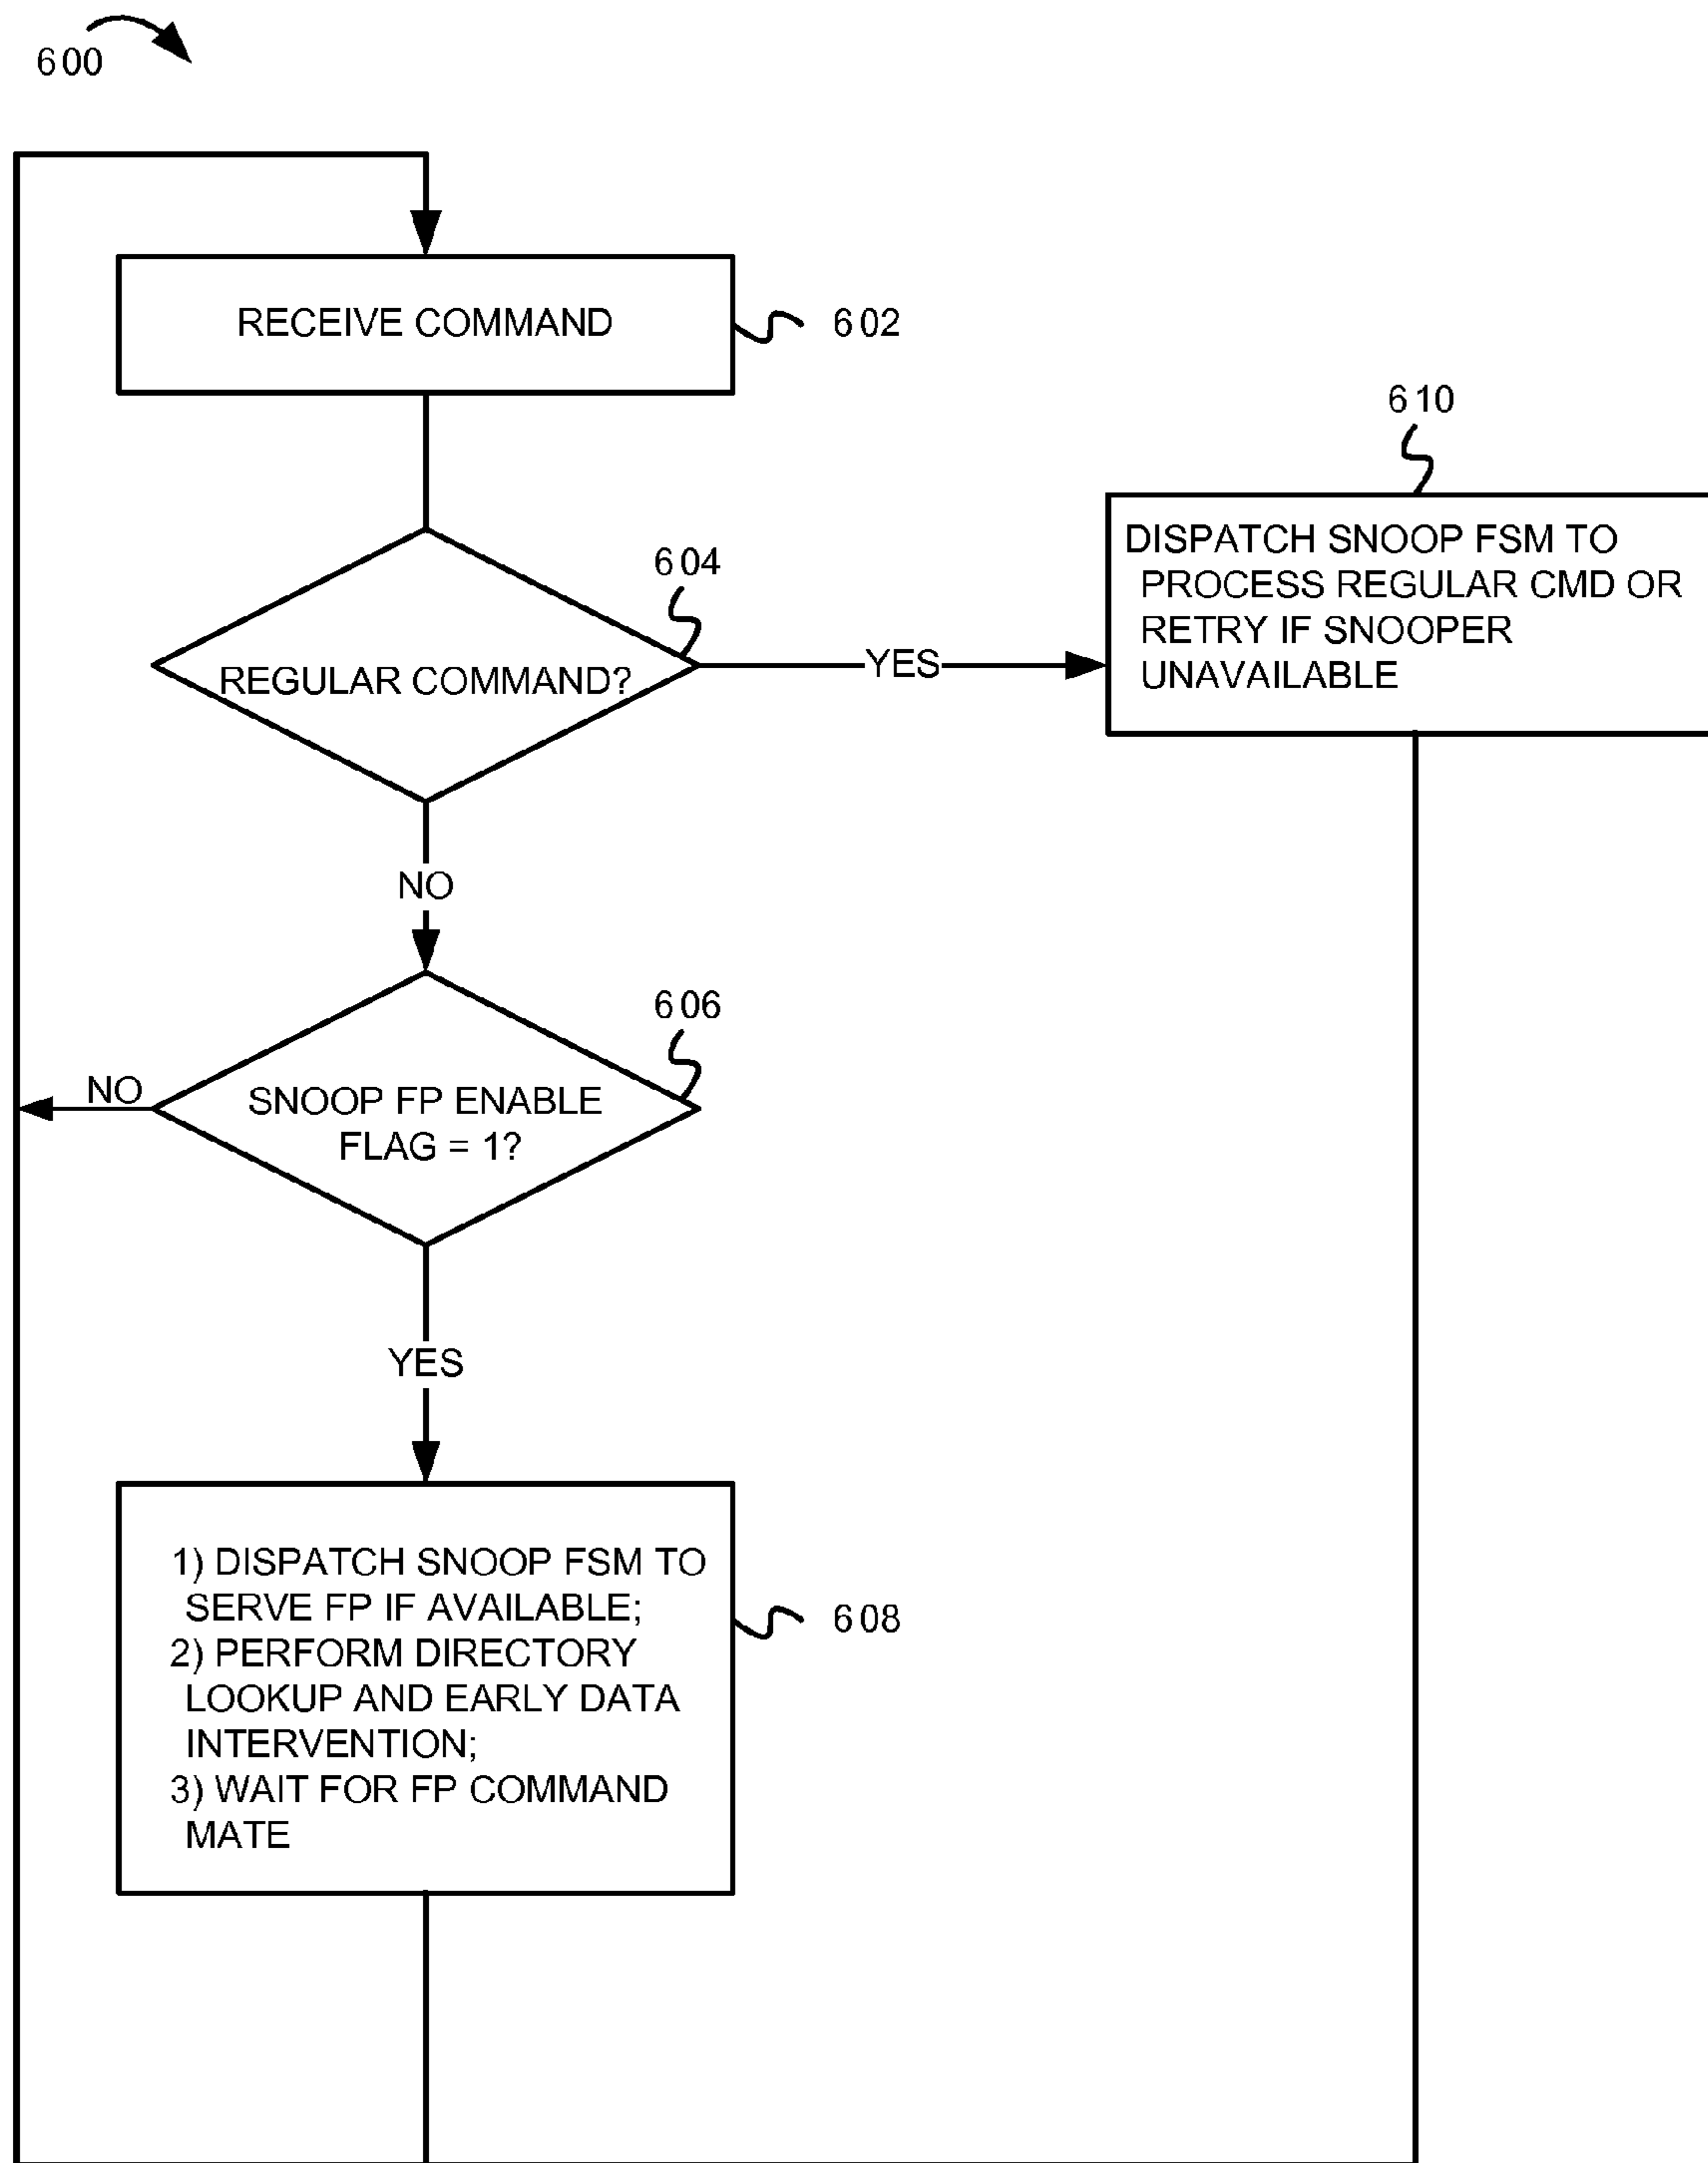 600
RECEIVE COMMAND
602
610
DISPATCH SNOOP FSM TO
PROCESS REGULAR CMD OR
RETRY IF SNOOPER
UNAVAILABLE
604
REGULAR COMMAND?
YES
NO
606
NO
SNOOP FP ENABLE
FLAG = 1?
YES
1) DISPATCH SNOOP FSM TO
SERVE FP IF AVAILABLE;
2) PERFORM DIRECTORY
LOOKUP AND EARLY DATA
INTERVENTION;
3) WAIT FOR FP COMMAND
MATE
608